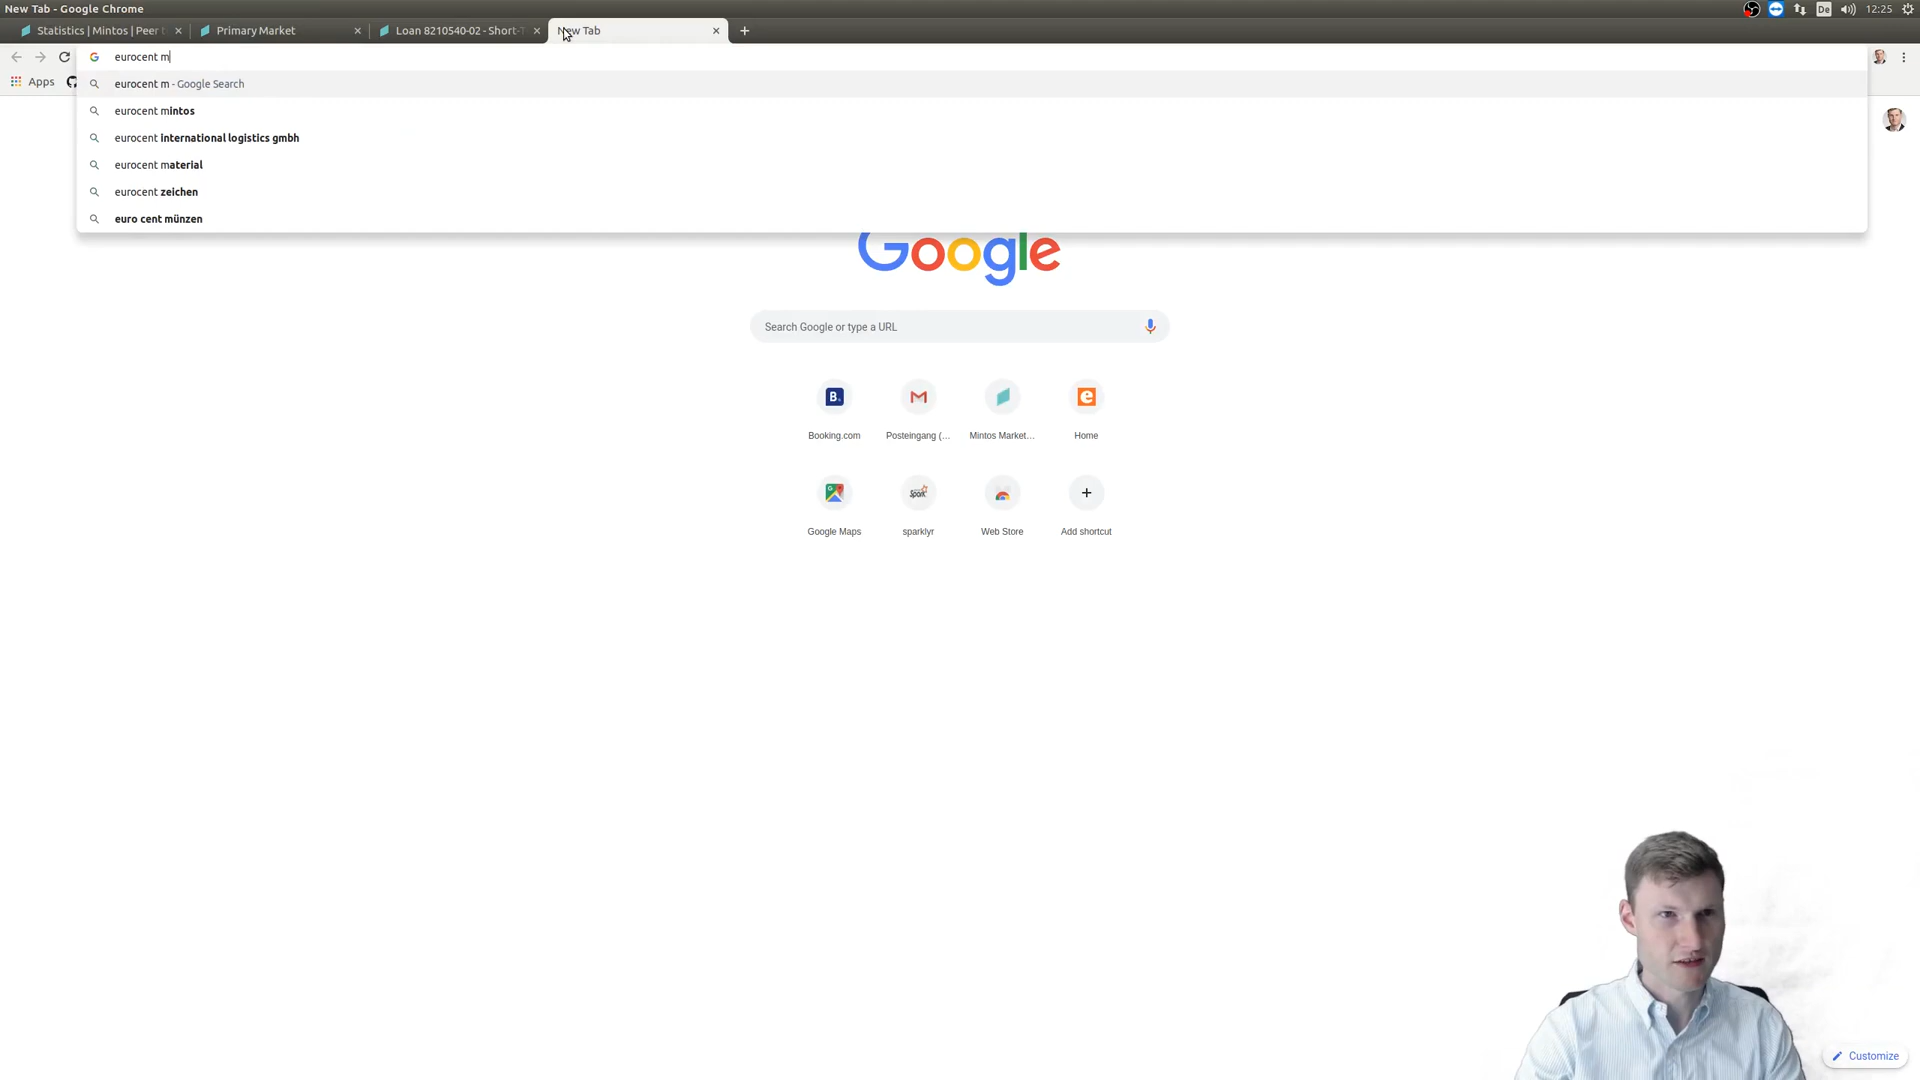 New Tab - Google Chrome
De
12:25
Statistics | Mintos | Peer t
Primary Market
Loan 8210540-02 - Short-T
New Tab
eurocent m
Apps
eurocent m - Google Search
eurocent mintos
eurocent international logistics gmbh
eurocent material
eurocent zeichen
euro cent münzen
Google
Search Google or type a URL
B.
e
Booking.com
Posteingang (...
Mintos Market...
Home
Spark
Google Maps
sparklyr
Web Store
Add shortcut
Customize